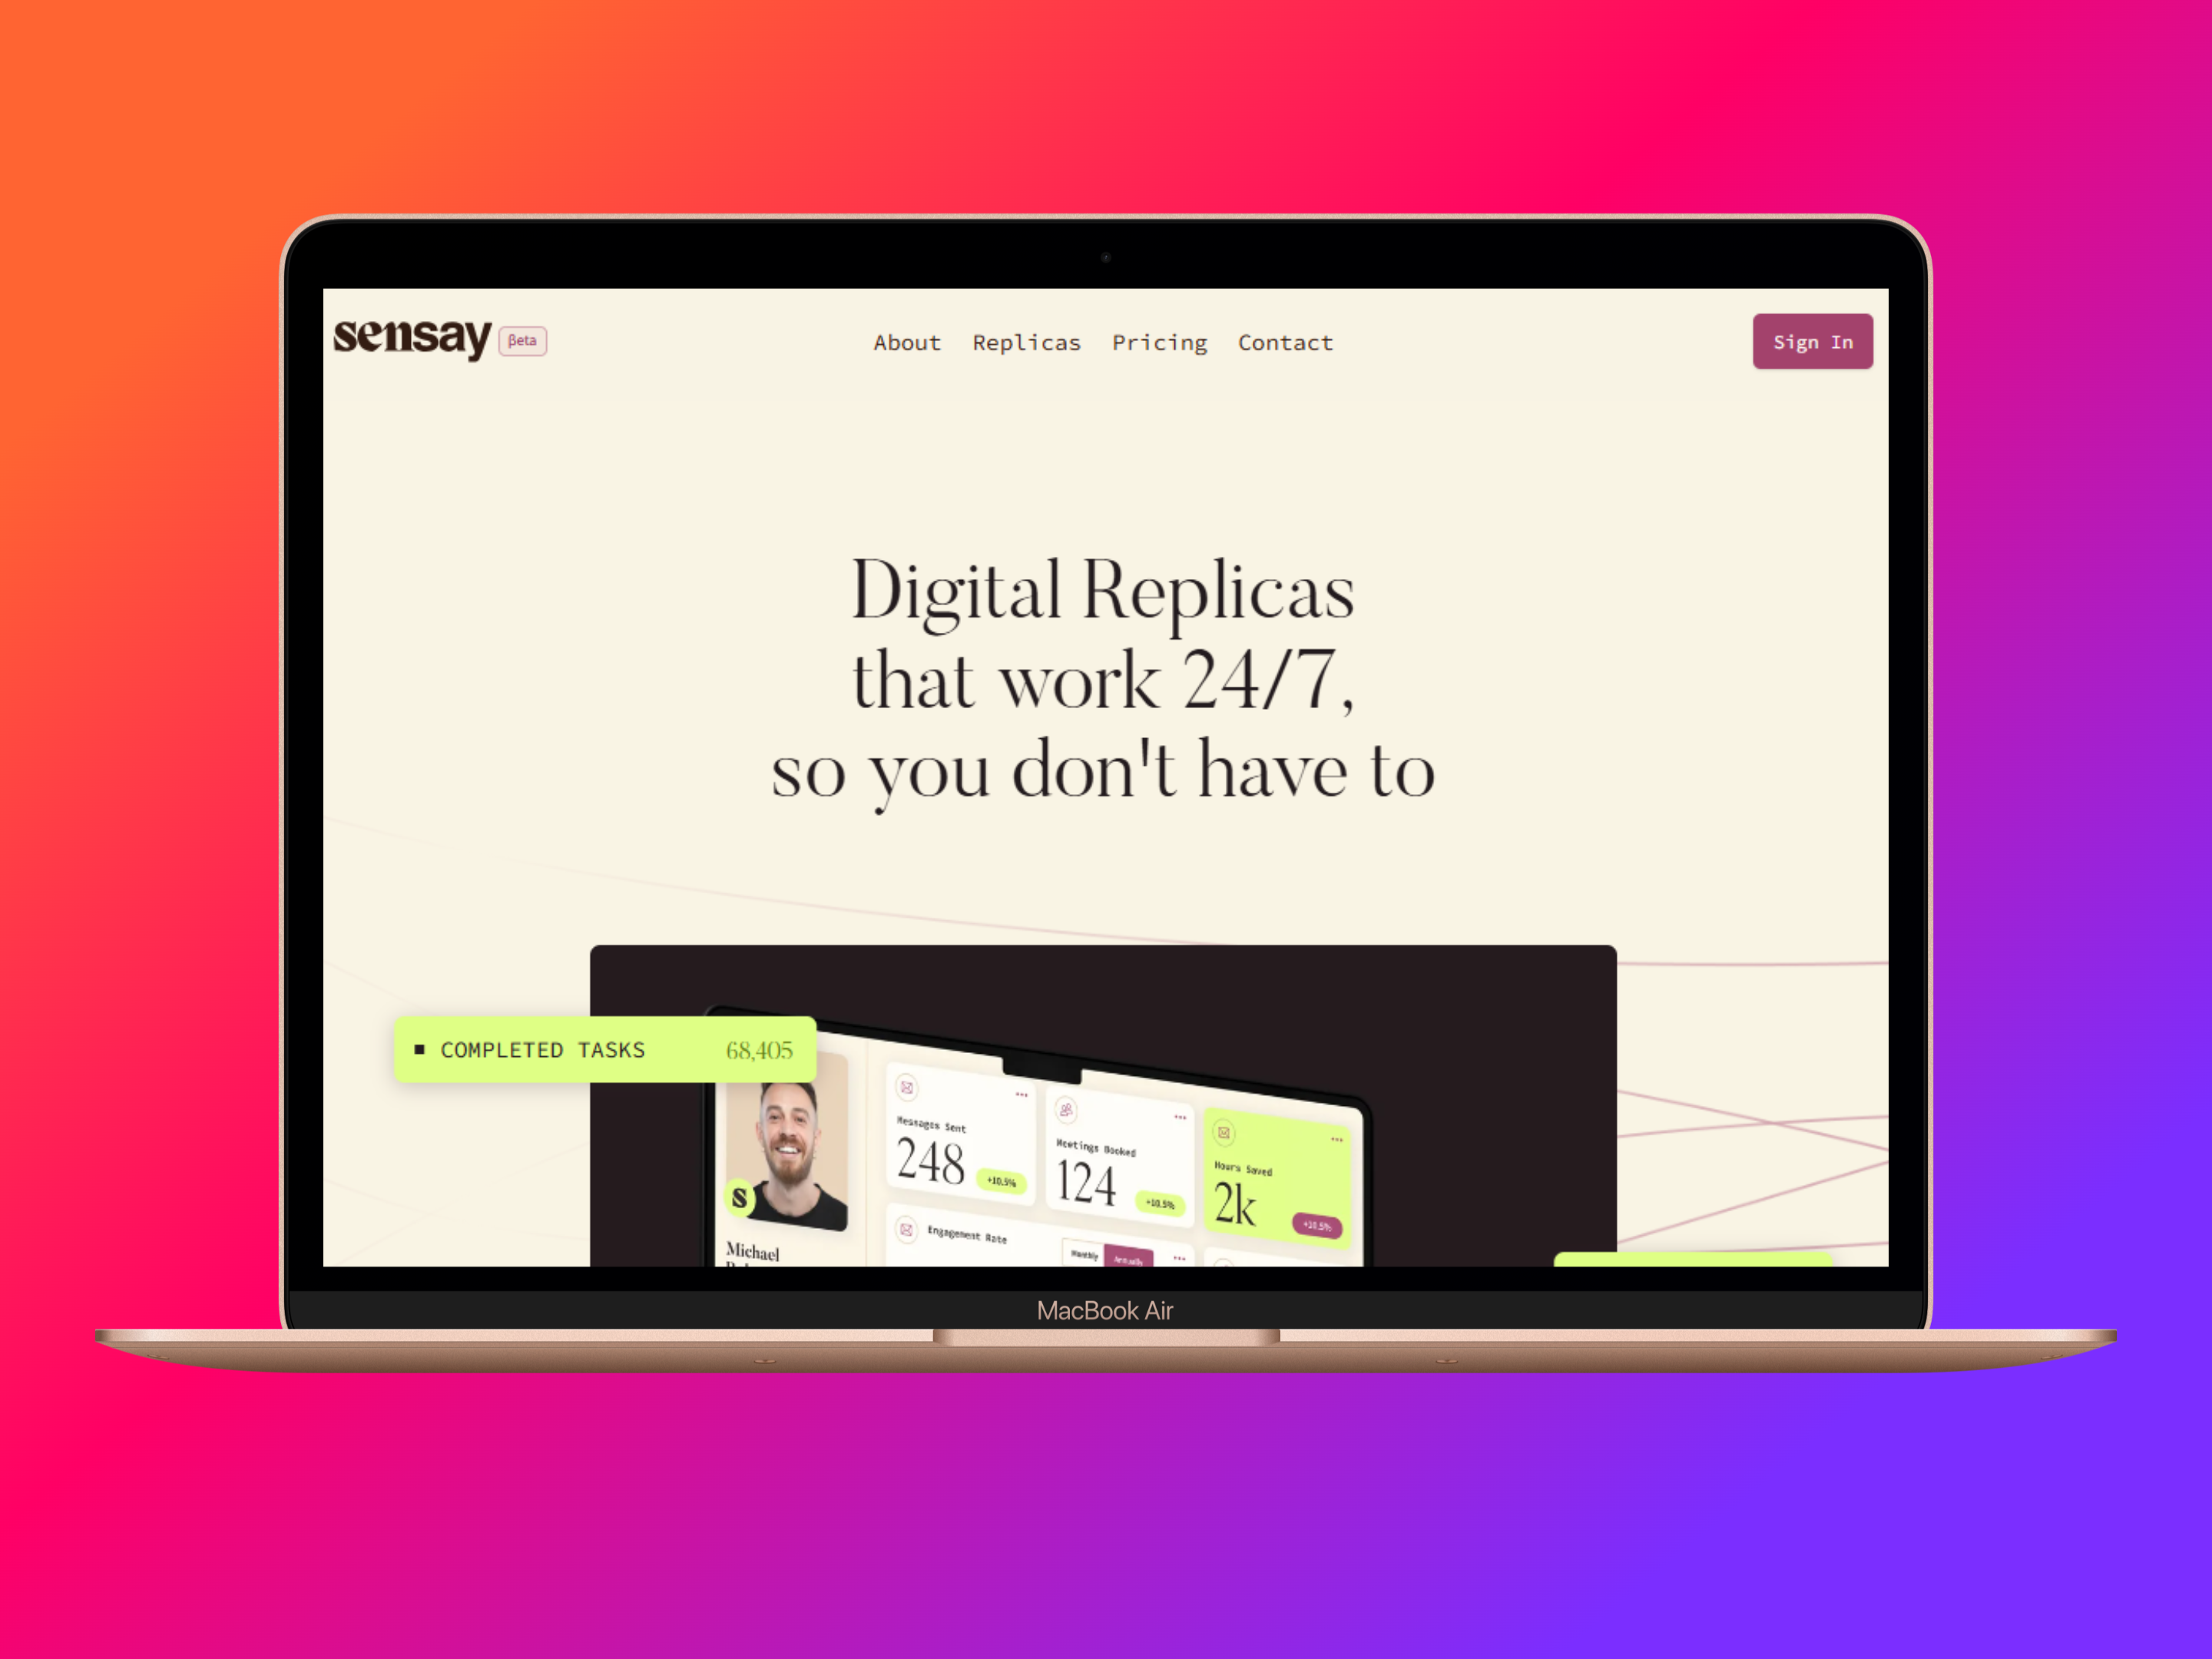 sensay βeta
About Replicas Pricing Contact
Sign In
Digital Replicas
that work 24/7,
so you don't have to
COMPLETED TASKS 68,405
S
Messages Sent
248 +10.5%
Meetings Booked
124 +10.5%
Hours Saved
2k +10.5%
Engagement Rate
Monthly Annually
Michael
MacBook Air